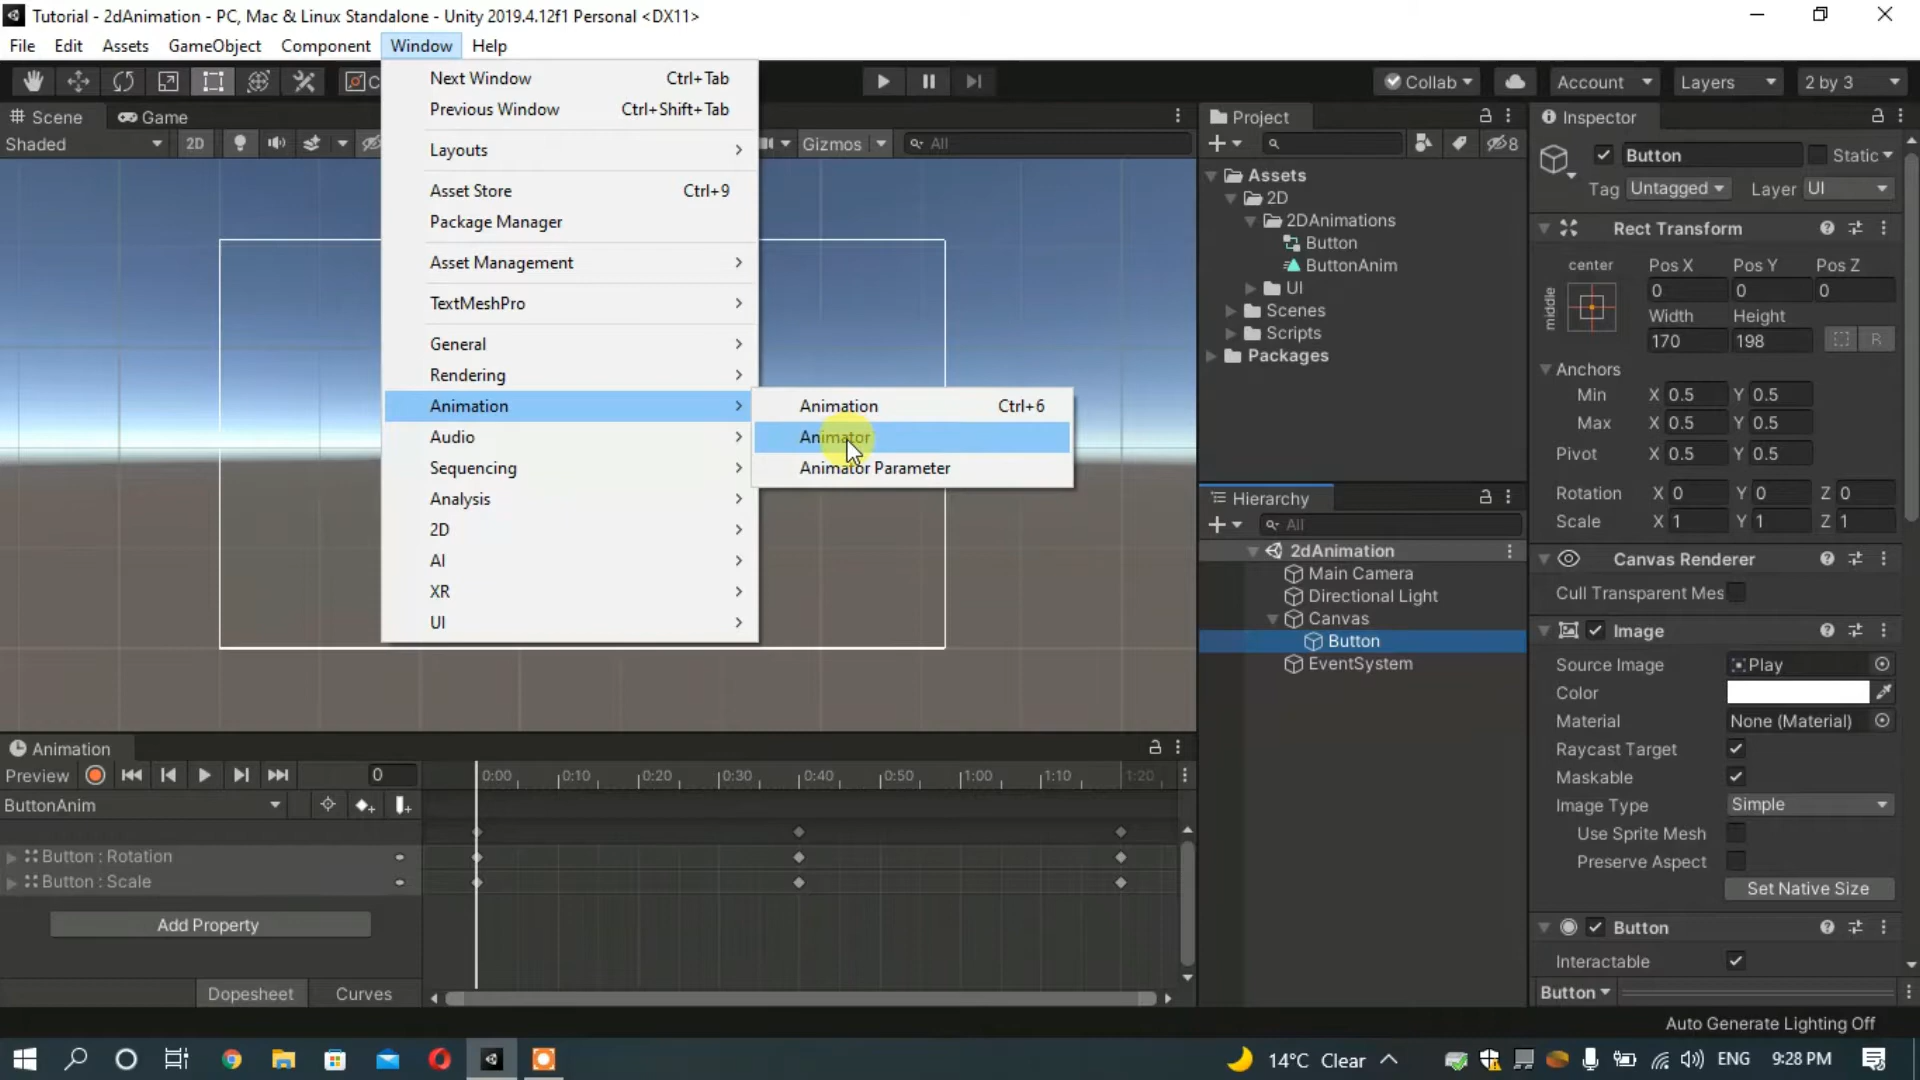 Tutorial - 2dAnimation - PC, Mac & Linux Standalone - Unity 2019.4.12f1 Personal <DX11>
File Edit Assets GameObject Component Window Help
C
Collab Account Layers 2 by 3
Scene Game
Shaded 2D Gizmos All
Next Window Ctrl+Tab
Previous Window Ctrl+Shift+Tab
Layouts
Asset Store Ctrl+9
Package Manager
Asset Management
TextMeshPro
General
Rendering
Animation
Audio
Sequencing
Analysis
2D
AI
XR
UI
Animation Ctrl+6
Animator
Animator Parameter
Project
8
Assets
2D
2DAnimations
Button
ButtonAnim
UI
Scenes
Scripts
Packages
Hierarchy
All
2dAnimation
Main Camera
Directional Light
Canvas
Button
EventSystem
Inspector
Button Static
Tag Untagged Layer UI
Rect Transform
center Pos X Pos Y Pos Z
middle 0 0 0
Width Height
170 198 R
Anchors
Min X 0.5 Y 0.5
Max X 0.5 Y 0.5
Pivot X 0.5 Y 0.5
Rotation X 0 Y 0 Z 0
Scale X 1 Y 1 Z 1
Canvas Renderer
Cull Transparent Mes
Image
Source Image Play
Color
Material None (Material)
Raycast Target
Maskable
Image Type Simple
Use Sprite Mesh
Preserve Aspect
Set Native Size
Button
Interactable
Button
Animation
Preview 0 0:00 0:10 0:20 0:30 0:40 0:50 1:00 1:10 1:20
ButtonAnim
Button : Rotation
Button : Scale
Add Property
Dopesheet Curves
Auto Generate Lighting Off
14°C Clear ENG 9:28 PM